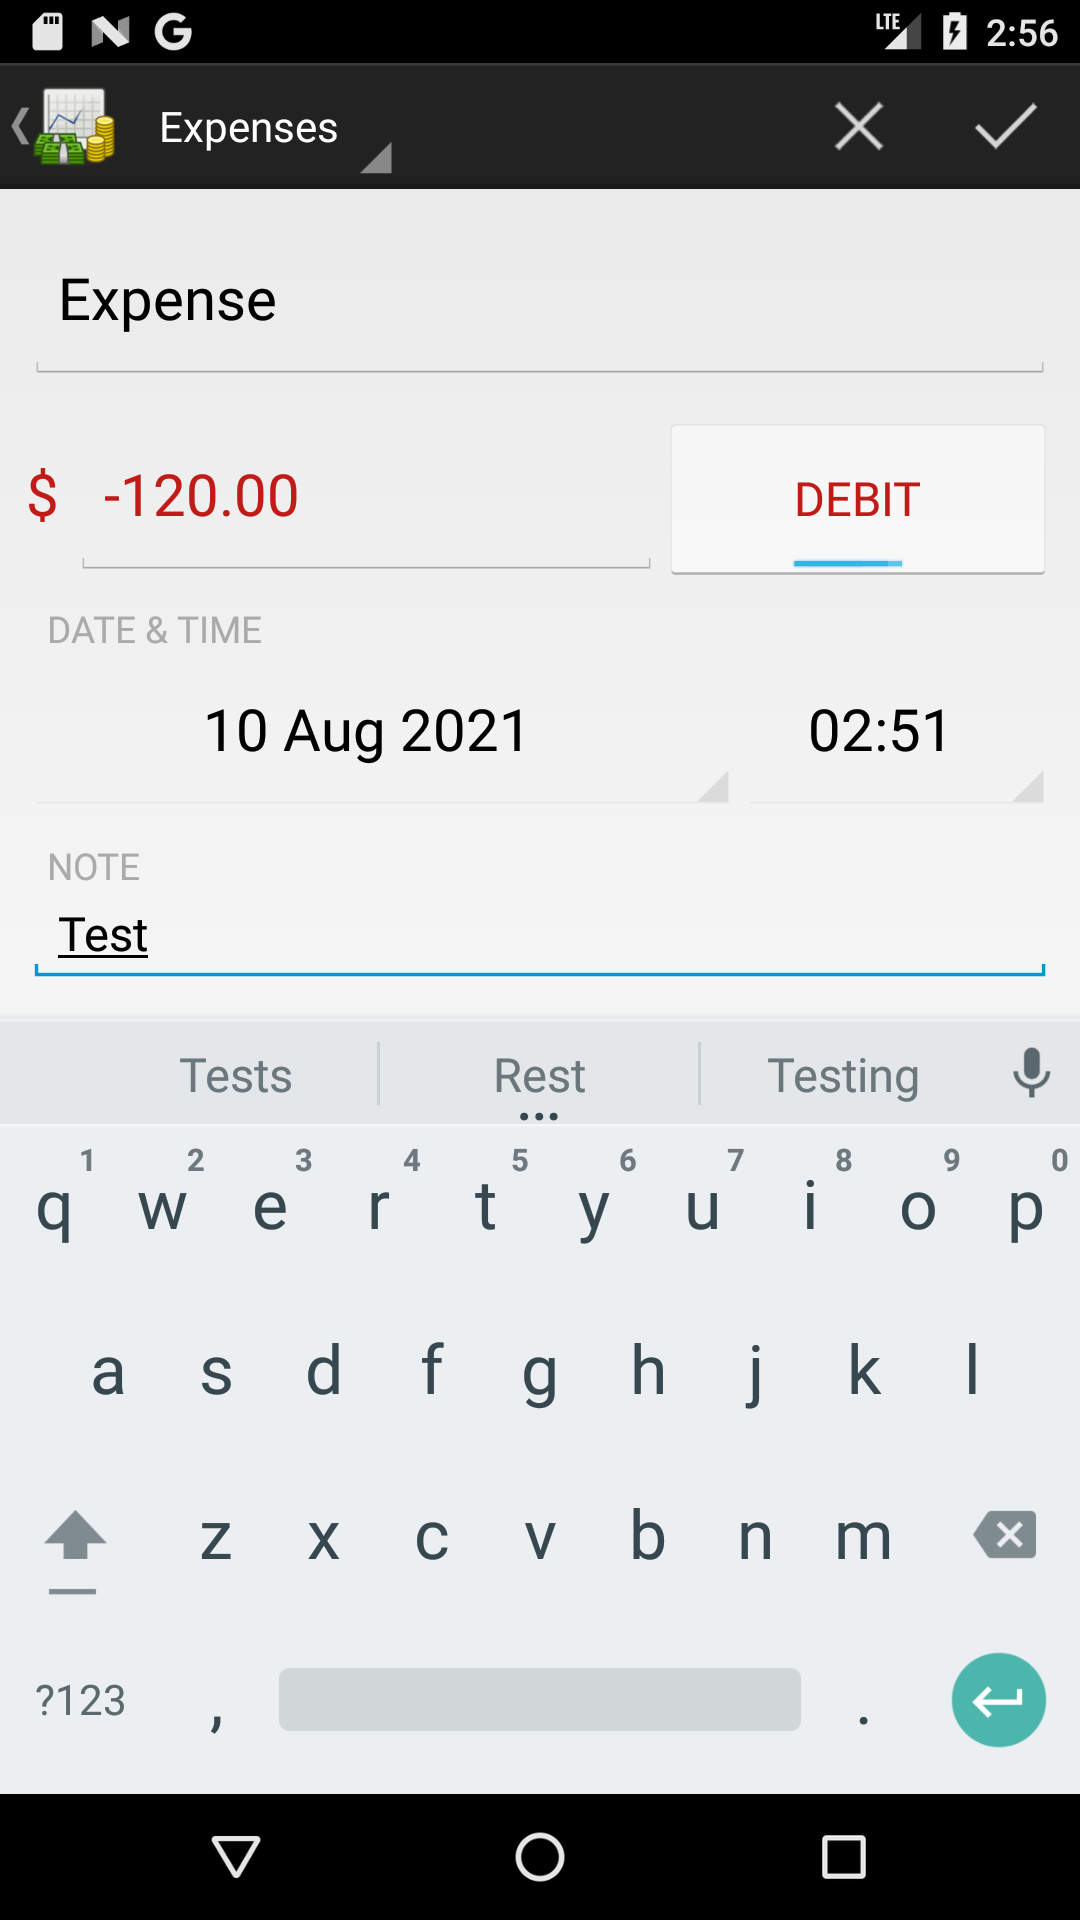 LTE 2:56
Expenses
Expense
$ -120.00 DEBIT
DATE & TIME
10 Aug 2021 02:51
NOTE
Test
Tests Rest Testing
1 2 3 4 5 6 7 8 9 0
q w e r t y u i o p
a s d f g h j k l
z x c v b n m
?123 , .